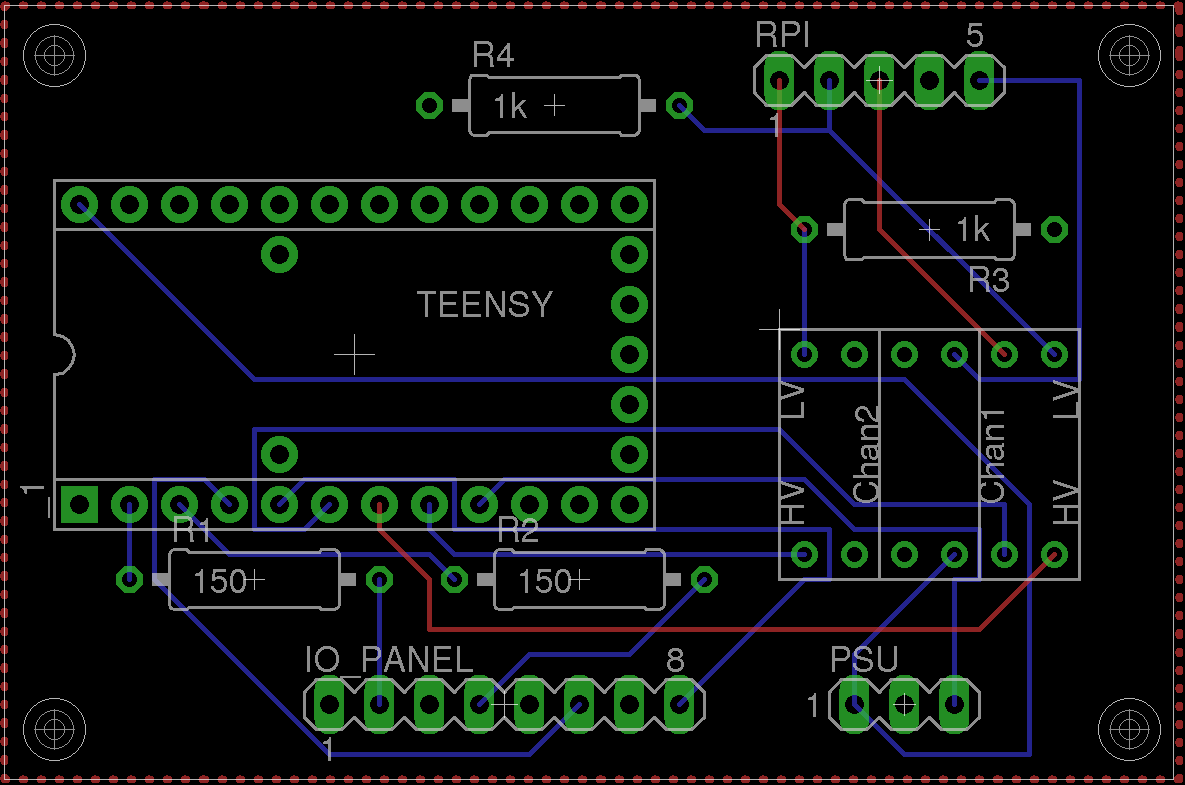 RPI 5
R4
1k
1
1k
R3
TEENSY
LV LV
Chan2 Chan1
HV HV
1
R1 R2
150 150
IO_PANEL 8
PSU
1
1